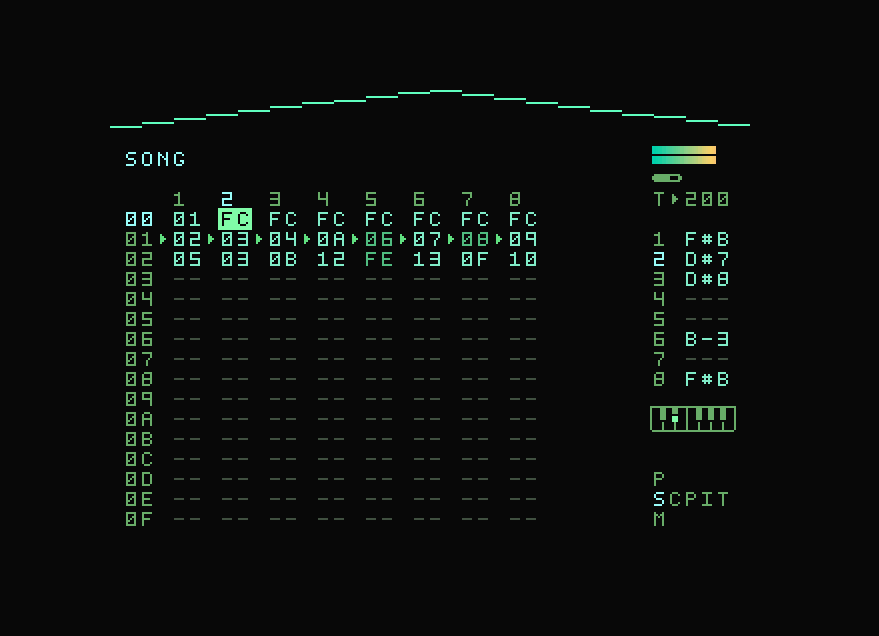 SONG
1 2 3 4 5 6 7 8 T 200
00 01 FC FC FC FC FC FC FC
01 02 03 04 0A 06 07 08 09 1 F#B
02 05 03 0B 12 FE 13 0F 10 2 D#7
03 -- -- -- -- -- -- -- -- 3 D#8
04 -- -- -- -- -- -- -- -- 4 ---
05 -- -- -- -- -- -- -- -- 5 ---
06 -- -- -- -- -- -- -- -- 6 B-3
07 -- -- -- -- -- -- -- -- 7 ---
08 -- -- -- -- -- -- -- -- 8 F#B
09 -- -- -- -- -- -- -- --
0A -- -- -- -- -- -- -- --
0B -- -- -- -- -- -- -- --
0C -- -- -- -- -- -- -- --
0D -- -- -- -- -- -- -- -- P
0E -- -- -- -- -- -- -- -- SCPIT
0F -- -- -- -- -- -- -- -- M